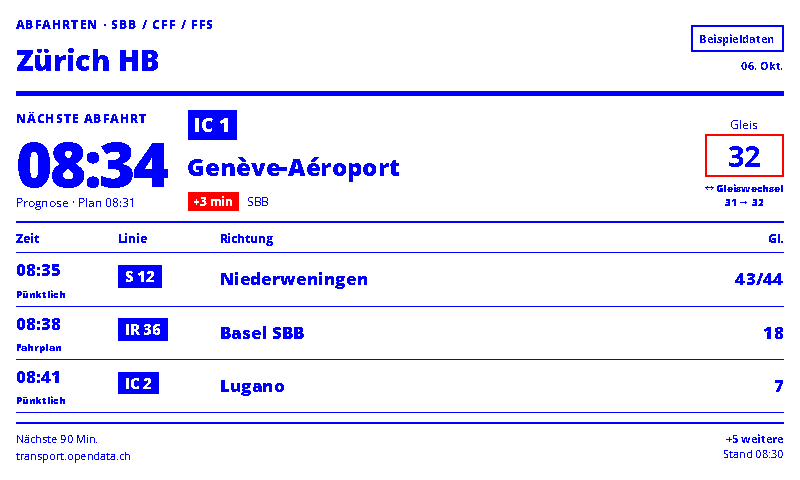 ABFAHRTEN · SBB / CFF / FFS
Zürich HB
Beispieldaten
06. Okt.
NÄCHSTE ABFAHRT
08:34
Prognose · Plan 08:31
IC 1
Genève-Aéroport
+3 min SBB
Gleis
32
↔ Gleiswechsel
31 → 32
Zeit Linie Richtung Gl.
08:35 S 12 Niederweningen 43/44
Pünktlich
08:38 IR 36 Basel SBB 18
Fahrplan
08:41 IC 2 Lugano 7
Pünktlich
Nächste 90 Min. +5 weitere
transport.opendata.ch Stand 08:30